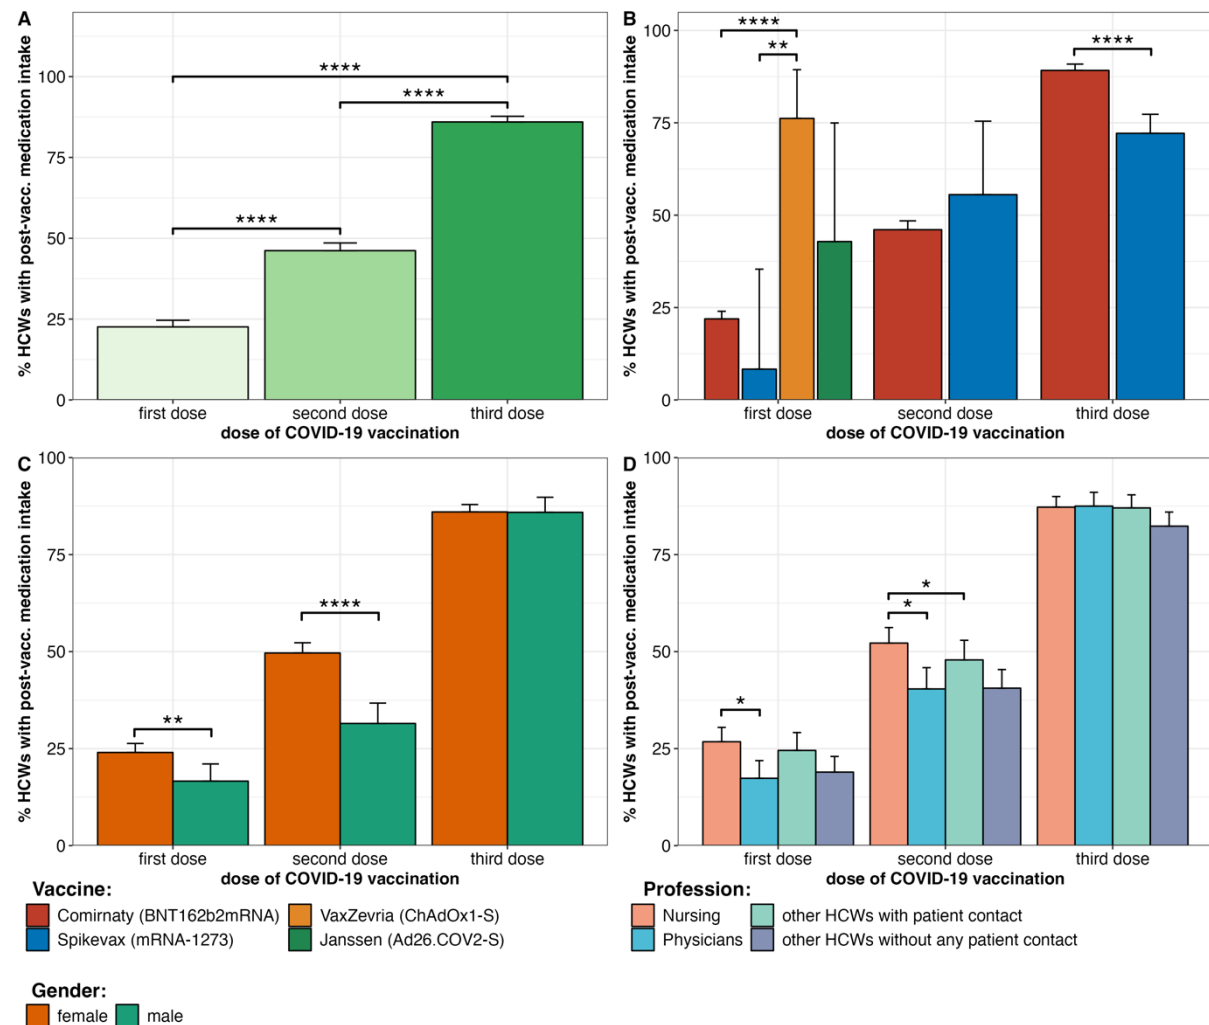 A
% HCWs with post-vacc. medication intake
100
75
50
25
0
****
****
****
first dose
second dose
third dose
dose of COVID-19 vaccination
B
% HCWs with post-vacc. medication intake
100
75
50
25
0
****
**
****
first dose
second dose
third dose
dose of COVID-19 vaccination
C
% HCWs with post-vacc. medication intake
100
75
50
25
0
**
****
first dose
second dose
third dose
dose of COVID-19 vaccination
D
% HCWs with post-vacc. medication intake
100
75
50
25
0
*
*
*
first dose
second dose
third dose
dose of COVID-19 vaccination
Vaccine:
Comirnaty (BNT162b2mRNA)
VaxZevria (ChAdOx1-S)
Spikevax (mRNA-1273)
Janssen (Ad26.COV2-S)
Profession:
Nursing
other HCWs with patient contact
Physicians
other HCWs without any patient contact
Gender:
female
male